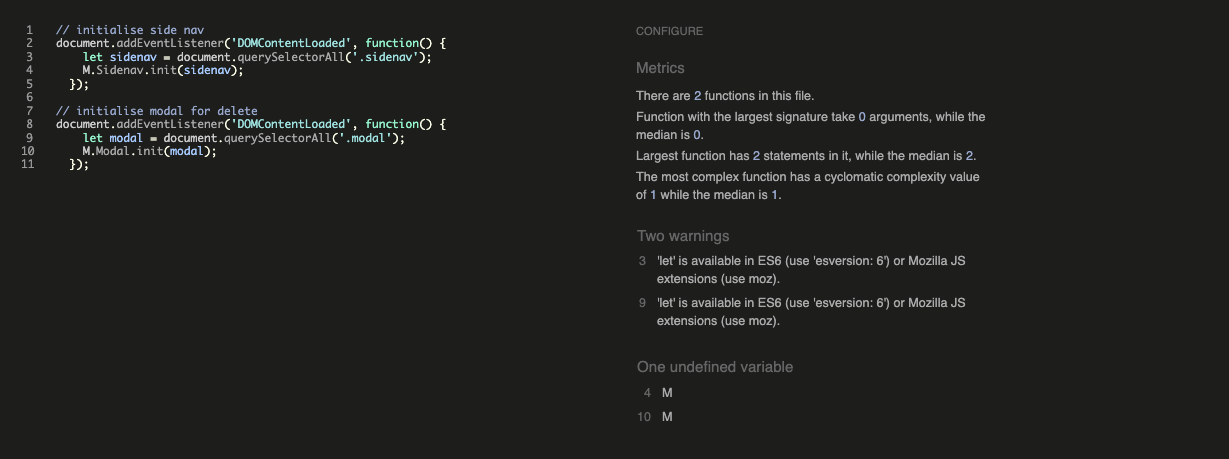 1 // initialise side nav
2 document.addEventListener('DOMContentLoaded', function() {
3 let sidenav = document.querySelectorAll('.sidenav');
4 M.Sidenav.init(sidenav);
5 });
6
7 // initialise modal for delete
8 document.addEventListener('DOMContentLoaded', function() {
9 let modal = document.querySelectorAll('.modal');
10 M.Modal.init(modal);
11 });
CONFIGURE
Metrics
There are 2 functions in this file.
Function with the largest signature take 0 arguments, while the
median is 0.
Largest function has 2 statements in it, while the median is 2.
The most complex function has a cyclomatic complexity value
of 1 while the median is 1.
Two warnings
3 'let' is available in ES6 (use 'esversion: 6') or Mozilla JS
extensions (use moz).
9 'let' is available in ES6 (use 'esversion: 6') or Mozilla JS
extensions (use moz).
One undefined variable
4 M
10 M